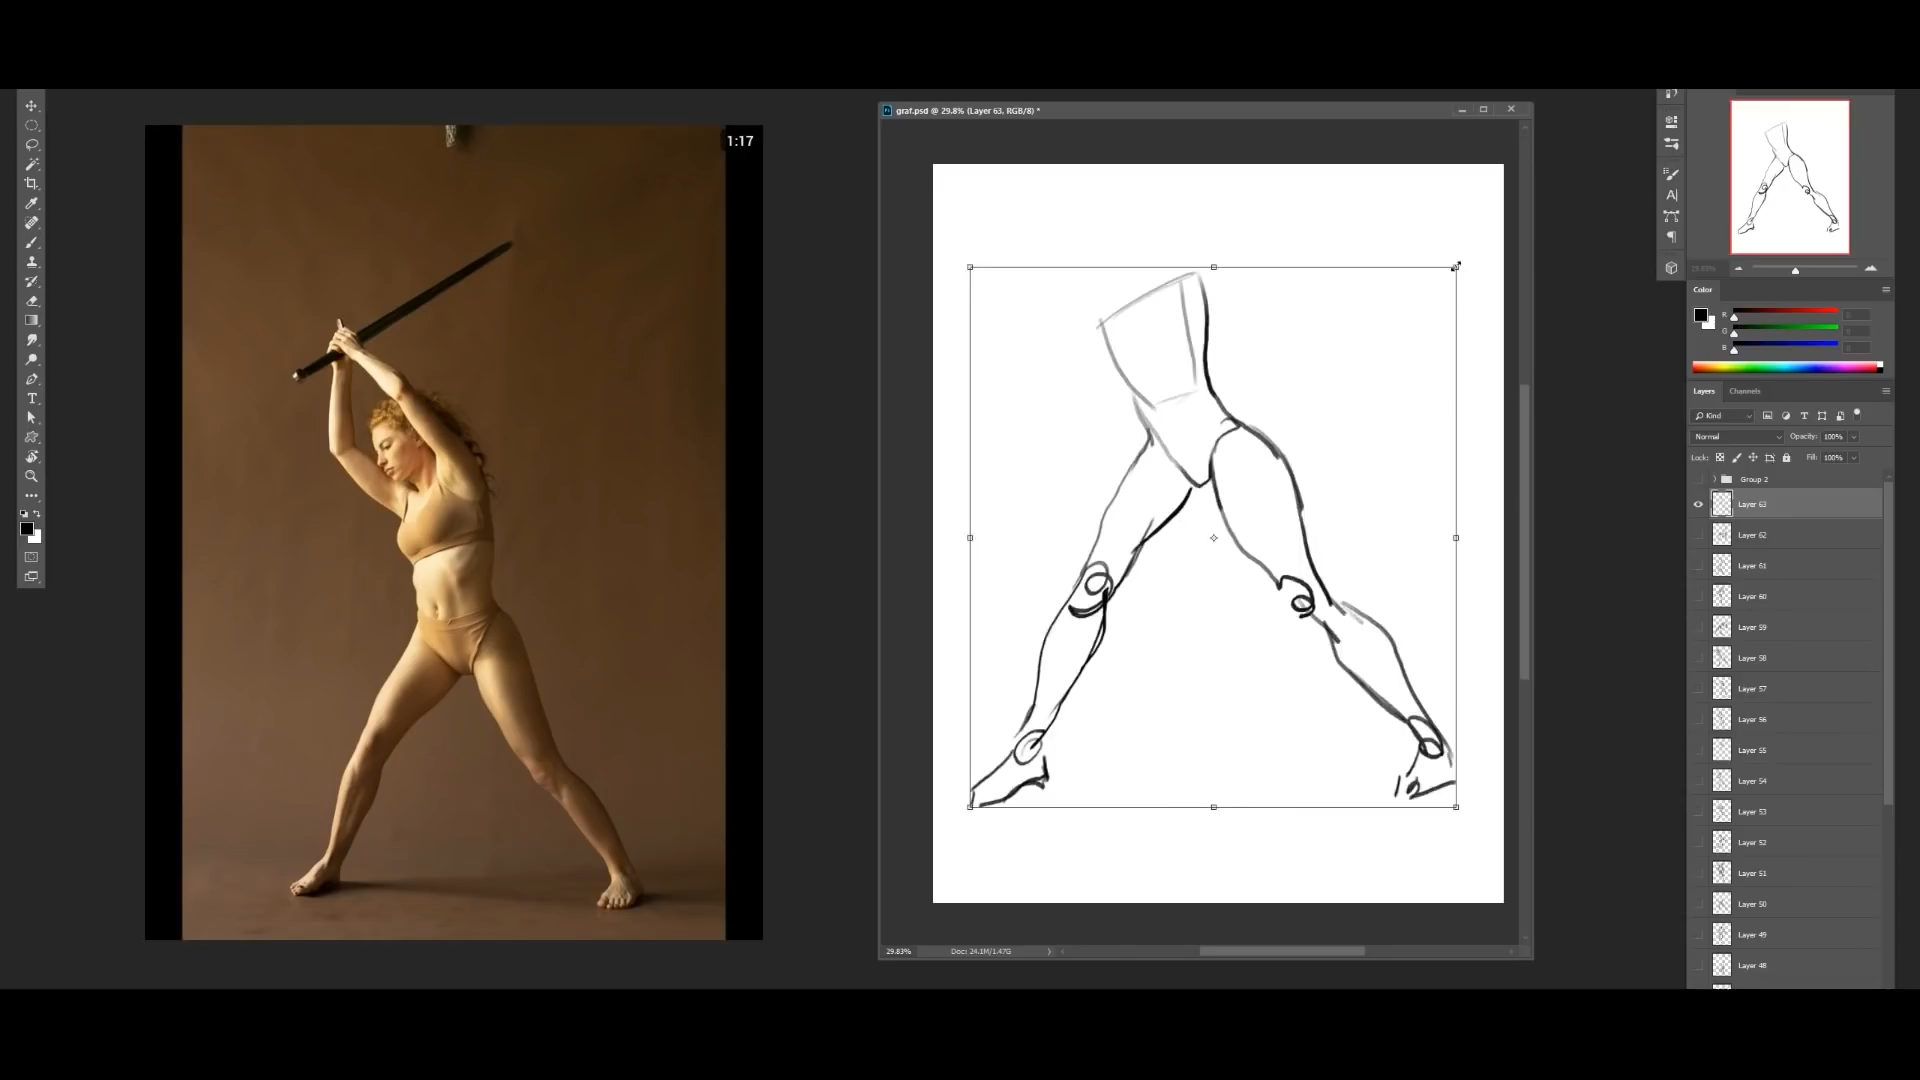 graf.psd @ 29.8% (Layer 63, RGB/8) *
1:17
A|
T
Color
R
G
B
Layers
Channels
Kind
T
Normal
Opacity: 100%
Lock:
Fill: 100%
Group 2
Layer 63
Layer 62
Layer 61
Layer 60
Layer 59
Layer 58
Layer 57
Layer 56
Layer 55
Layer 54
Layer 53
Layer 52
Layer 51
Layer 50
Layer 49
Layer 48
29.83%
Doc: 24.1M/1.47G